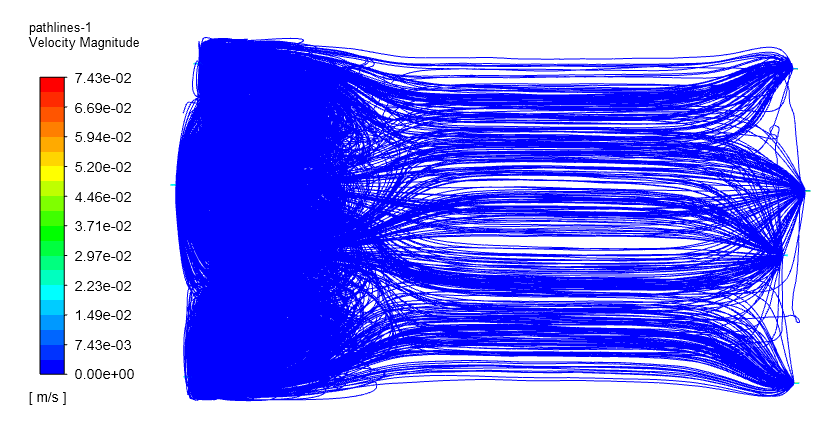 pathlines-1
Velocity Magnitude
7.43e-02
6.69e-02
5.94e-02
5.20e-02
4.46e-02
3.71e-02
2.97e-02
2.23e-02
1.49e-02
7.43e-03
0.00e+00
[ m/s ]